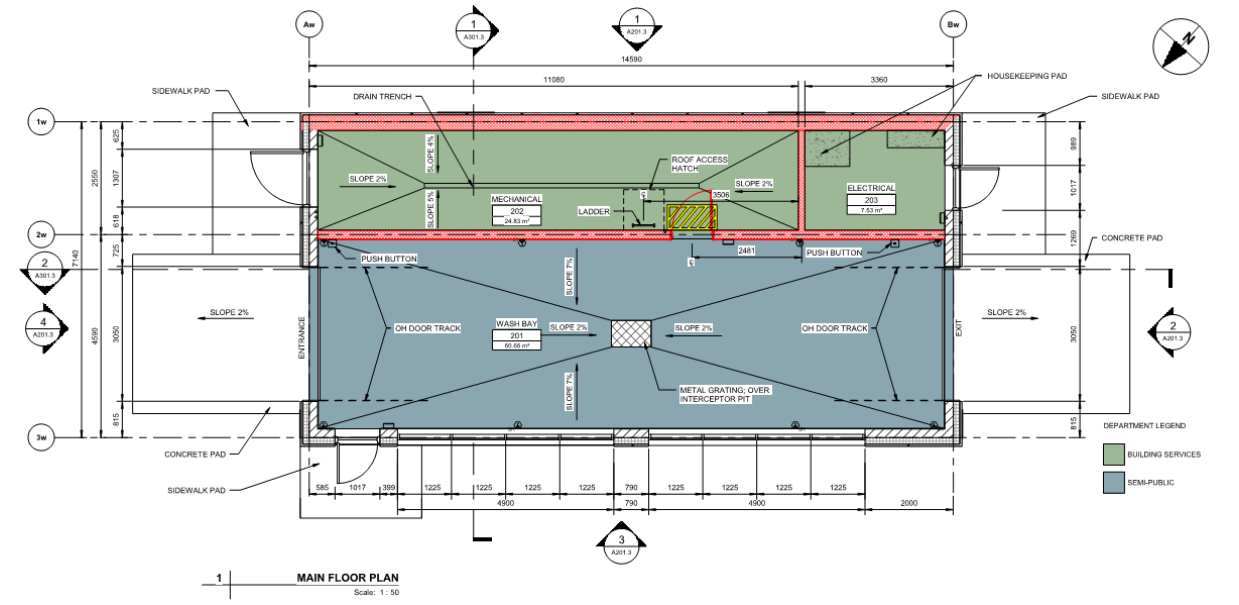 Aw
1
A301.3
1
A201.3
Bw
N
14590
11080
3360
HOUSEKEEPING PAD
SIDEWALK PAD
DRAIN TRENCH
SIDEWALK PAD
1w
625
SLOPE 4%
989
2550
1307
SLOPE 2%
ROOF ACCESS
HATCH
SLOPE 2%
3506
ELECTRICAL
203
7.53 m²
1017
MECHANICAL
202
24.83 m²
SLOPE 5%
LADDER
618
2w
7140
725
PUSH BUTTON
2461
PUSH BUTTON
1269
CONCRETE PAD
2
A301.3
SLOPE 7%
4
A201.3
4590
3050
SLOPE 2%
ENTRANCE
OH DOOR TRACK
WASH BAY
201
60.66 m²
SLOPE 2%
SLOPE 2%
OH DOOR TRACK
EXIT
SLOPE 2%
3050
2
A201.3
SLOPE 7%
METAL GRATING; OVER
INTERCEPTOR PIT
815
815
3w
DEPARTMENT LEGEND
BUILDING SERVICES
SEMI-PUBLIC
CONCRETE PAD
SIDEWALK PAD
585
1017
399
1225
1225
1225
1225
790
1225
1225
1225
1225
4900
790
4900
2000
3
A201.3
1
MAIN FLOOR PLAN
Scale: 1 : 50